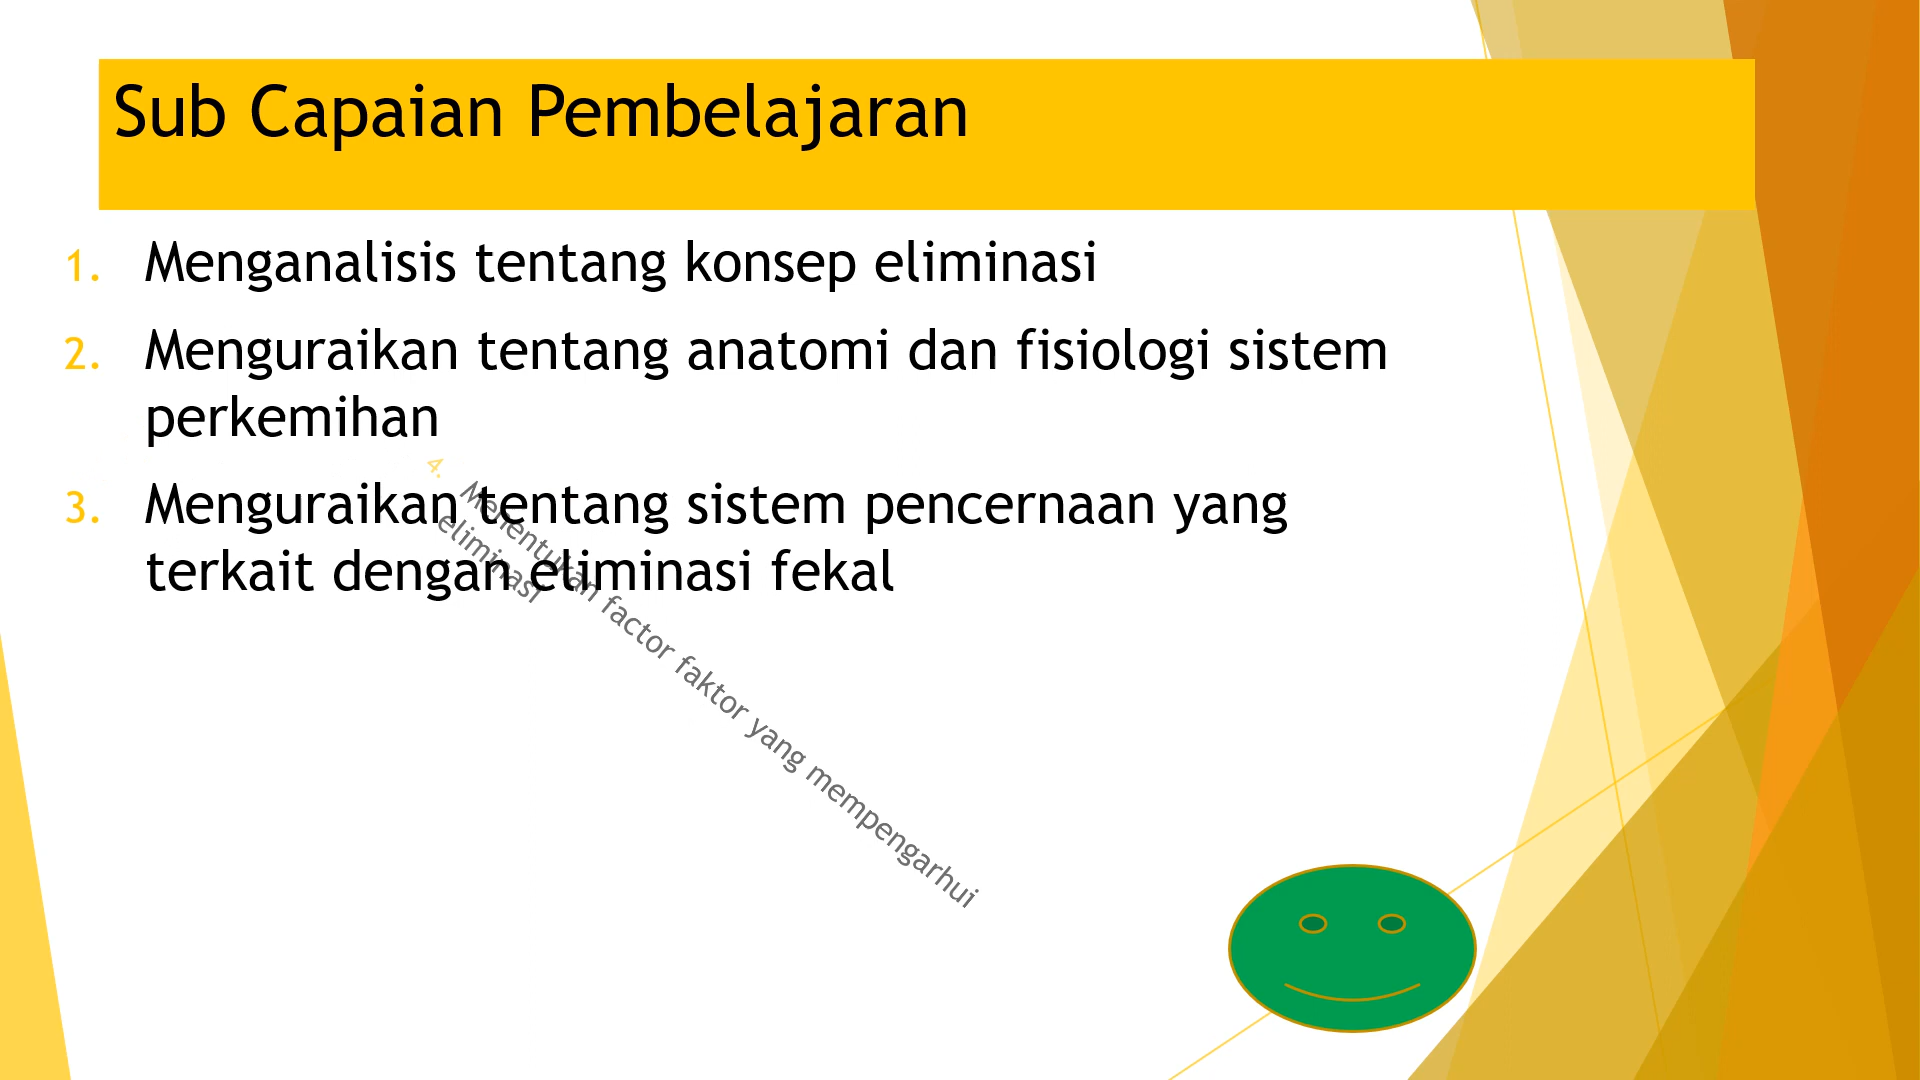 Sub Capaian Pembelajaran
1. Menganalisis tentang konsep eliminasi
2. Menguraikan tentang anatomi dan fisiologi sistem
perkemihan
3. Menguraikan tentang sistem pencernaan yang
terkait dengan eliminasi fekal
4. Menentukan factor faktor yang mempengarhui
eliminasi